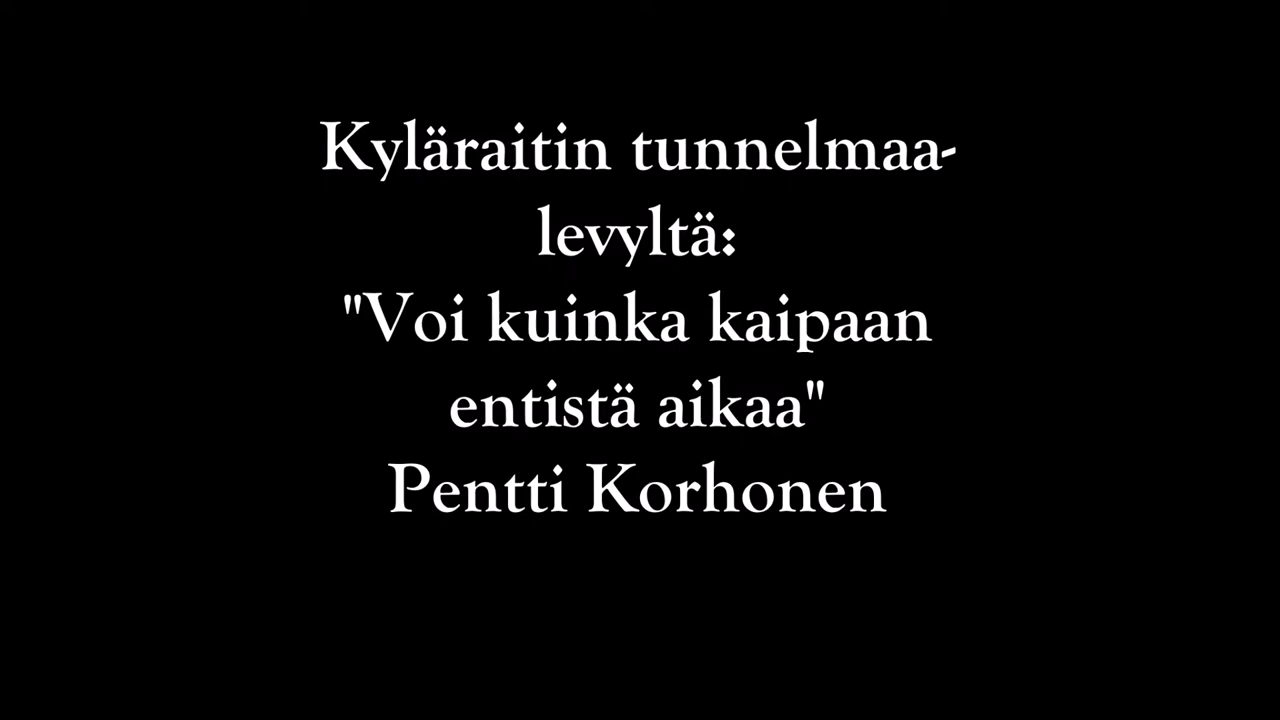 Kyläraitin tunnelmaa-
levyltä:
"Voi kuinka kaipaan
entistä aikaa"
Pentti Korhonen